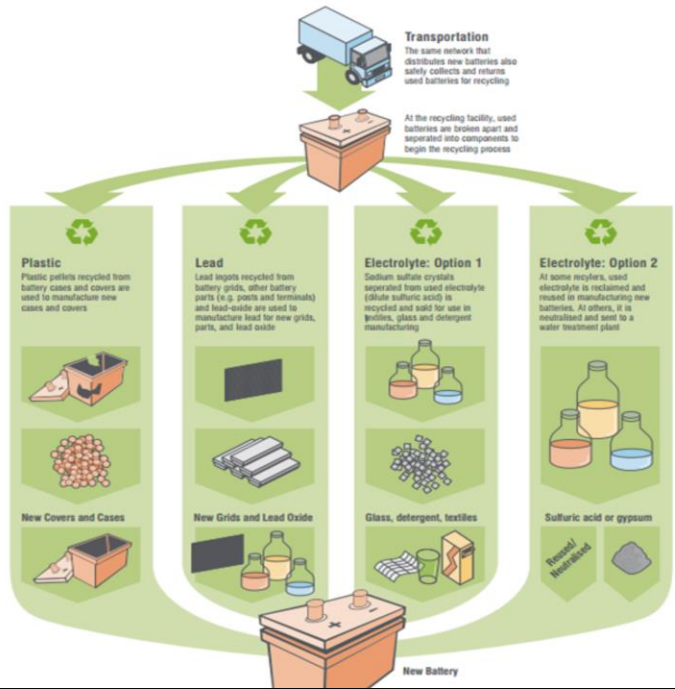 Transportation
The same network that
distributes new batteries also
safely collects and returns
used batteries for recycling
At the recycling facility, used
batteries are broken apart and
seperated into components to
begin the recycling process
Plastic
Plastic pellets recycled from
battery cases and covers are
used to manufacture new
cases and covers
New Covers and Cases
Lead
Lead ingots recycled from
battery grids, other battery
parts (e.g. posts and terminals)
and lead-oxide are used to
manufacture lead for new grids,
parts, and lead oxide
New Grids and Lead Oxide
Electrolyte: Option 1
Sodium sulfate crystals
seperated from used electrolyte
(dilute sulfuric acid) is
recycled and sold for use in
textiles, glass and detergent
manufacturing
Glass, detergent, textiles
Electrolyte: Option 2
At some recylers, used
electrolyte is reclaimed and
reused in manufacturing new
batteries. At others, it is
neutralised and sent to a
water treatment plant
Sulfuric acid or gypsum
Reused/
Neutralised
New Battery